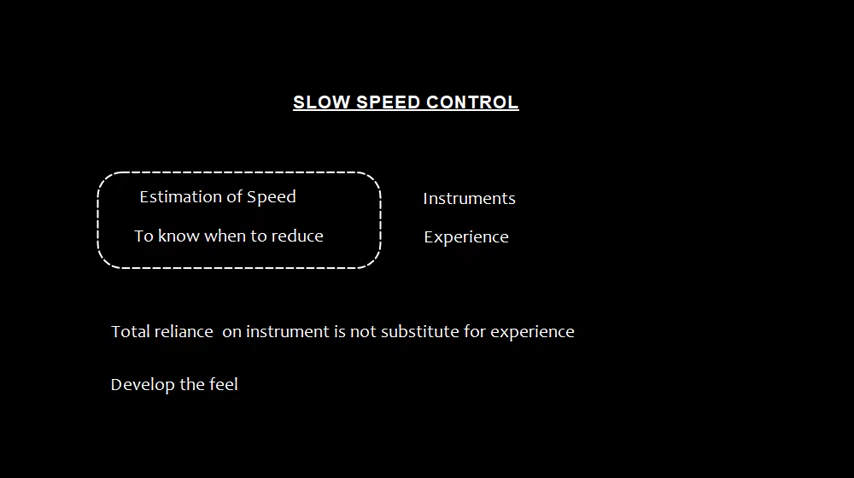 SLOW SPEED CONTROL
Estimation of Speed
Instruments
To know when to reduce
Experience
Total reliance  on instrument is not substitute for experience
Develop the feel